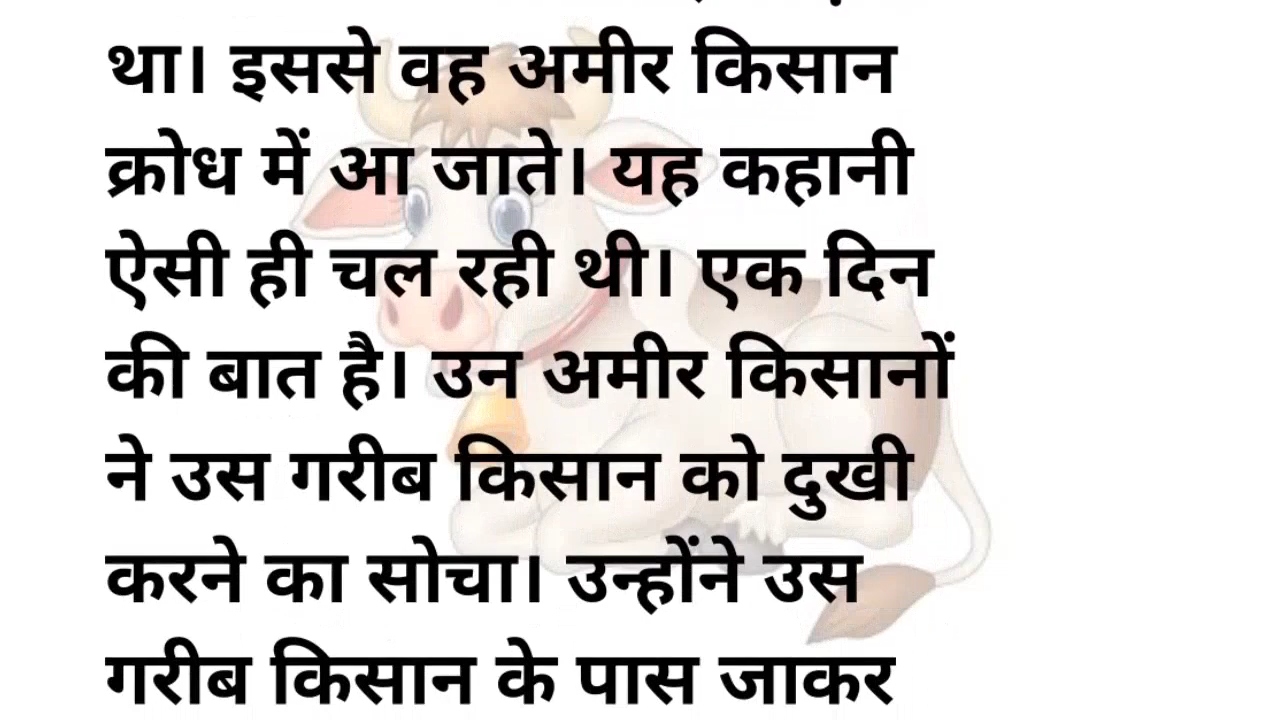 था। इससे वह अमीर किसान
क्रोध में आ जाते। यह कहानी
ऐसी ही चल रही थी। एक दिन
की बात है। उन अमीर किसानों
ने उस गरीब किसान को दुखी
करने का सोचा। उन्होंने उस
गरीब किसान के पास जाकर